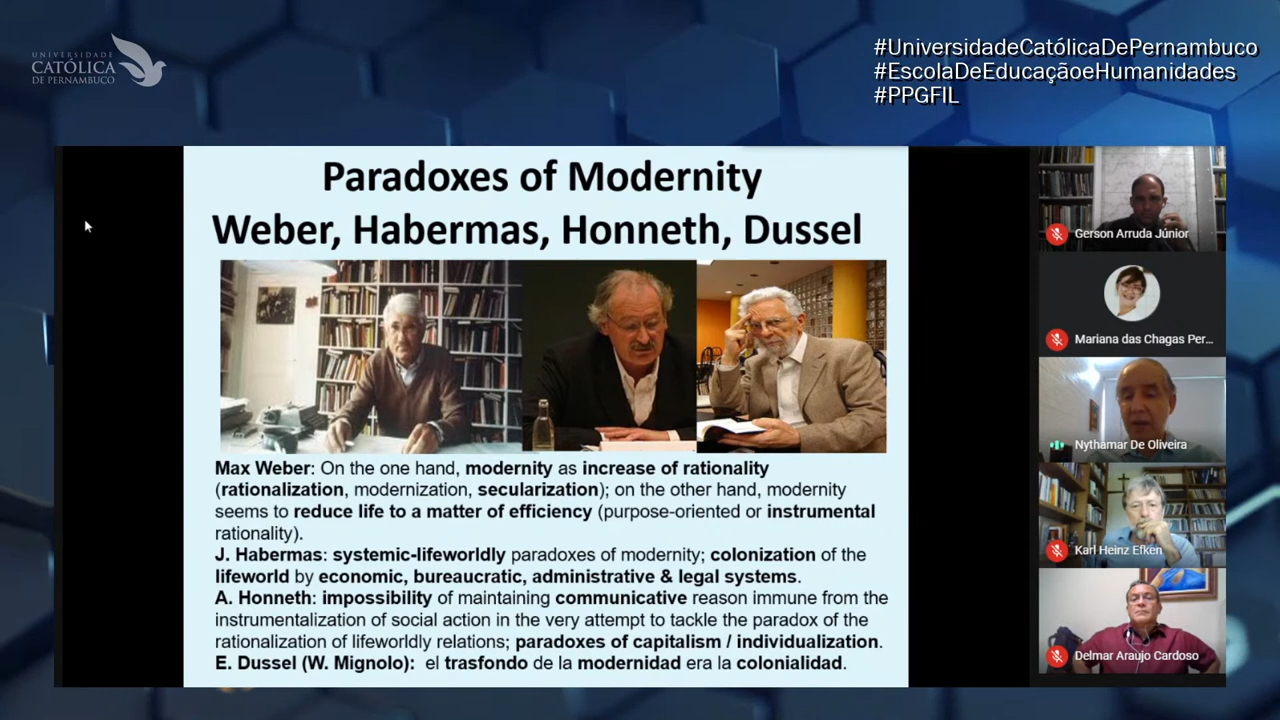 UNIVERSIDADE
CATÓLICA
DE PERNAMBUCO
#UniversidadeCatólicaDePernambuco
#EscolaDeEducaçãoeHumanidades
#PPGFIL
Paradoxes of Modernity
Weber, Habermas, Honneth, Dussel
Max Weber: On the one hand, modernity as increase of rationality
(rationalization, modernization, secularization); on the other hand, modernity
seems to reduce life to a matter of efficiency (purpose-oriented or instrumental
rationality).
J. Habermas: systemic-lifeworldly paradoxes of modernity; colonization of the
lifeworld by economic, bureaucratic, administrative & legal systems.
A. Honneth: impossibility of maintaining communicative reason immune from the
instrumentalization of social action in the very attempt to tackle the paradox of the
rationalization of lifeworldly relations; paradoxes of capitalism / individualization.
E. Dussel (W. Mignolo): el trasfondo de la modernidad era la colonialidad.
Gerson Arruda Júnior
Mariana das Chagas Per...
Nythamar De Oliveira
Karl Heinz Efken
Delmar Araujo Cardoso